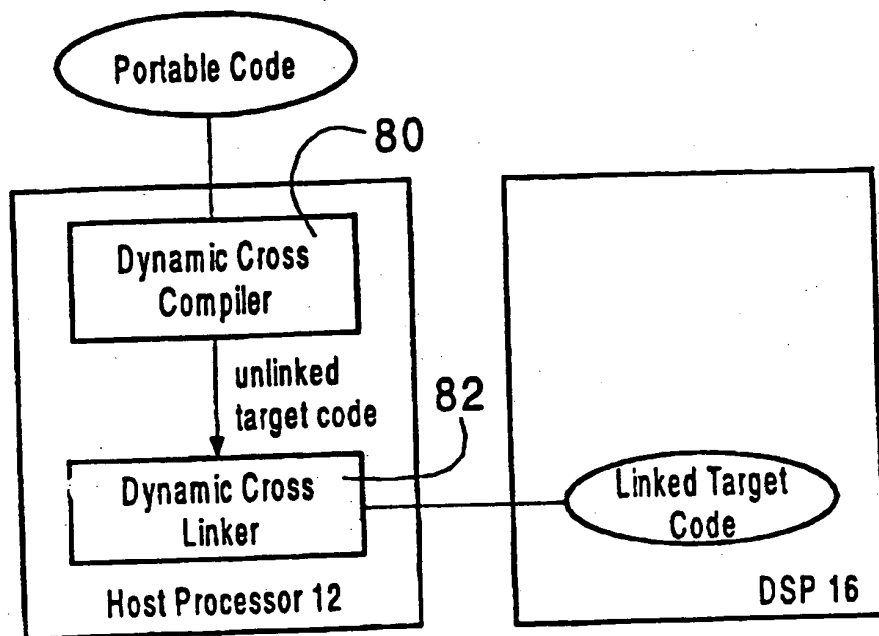 Portable Code
80
Dynamic Cross
Compiler
unlinked
target code
82
Dynamic Cross
Linker
Linked Target
Code
Host Processor 12
DSP 16